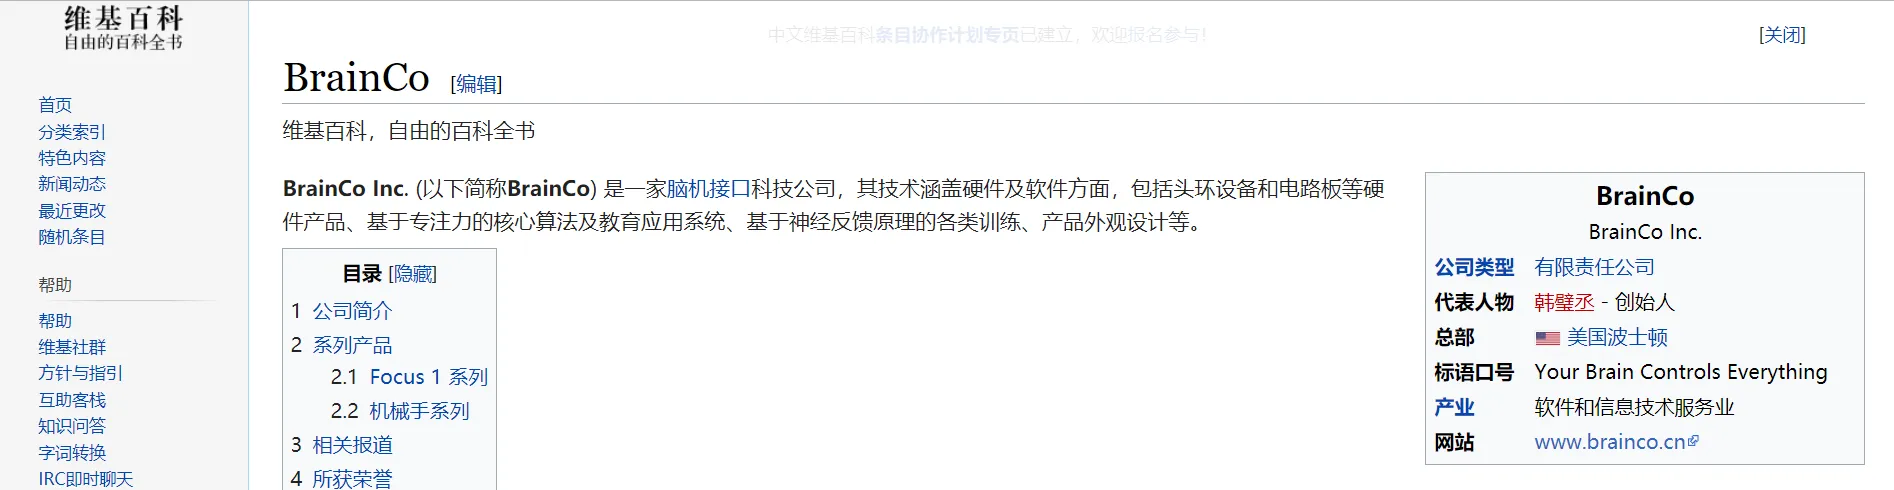 维基百科
自由的百科全书
首页
分类索引
特色内容
新闻动态
最近更改
随机条目
帮助
帮助
维基社群
方针与指引
互助客栈
知识问答
字词转换
IRC即时聊天
中文维基百科条目协作计划专页已建立，欢迎报名参与！
[关闭]
BrainCo [编辑]
维基百科，自由的百科全书
BrainCo Inc. (以下简称BrainCo) 是一家脑机接口科技公司，其技术涵盖硬件及软件方面，包括头环设备和电路板等硬
件产品、基于专注力的核心算法及教育应用系统、基于神经反馈原理的各类训练、产品外观设计等。
目录 [隐藏]
1 公司简介
2 系列产品
2.1 Focus 1 系列
2.2 机械手系列
3 相关报道
4 所获荣誉
BrainCo
BrainCo Inc.
公司类型 有限责任公司
代表人物 韩璧丞 - 创始人
总部 美国波士顿
标语口号 Your Brain Controls Everything
产业 软件和信息技术服务业
网站 www.brainco.cn